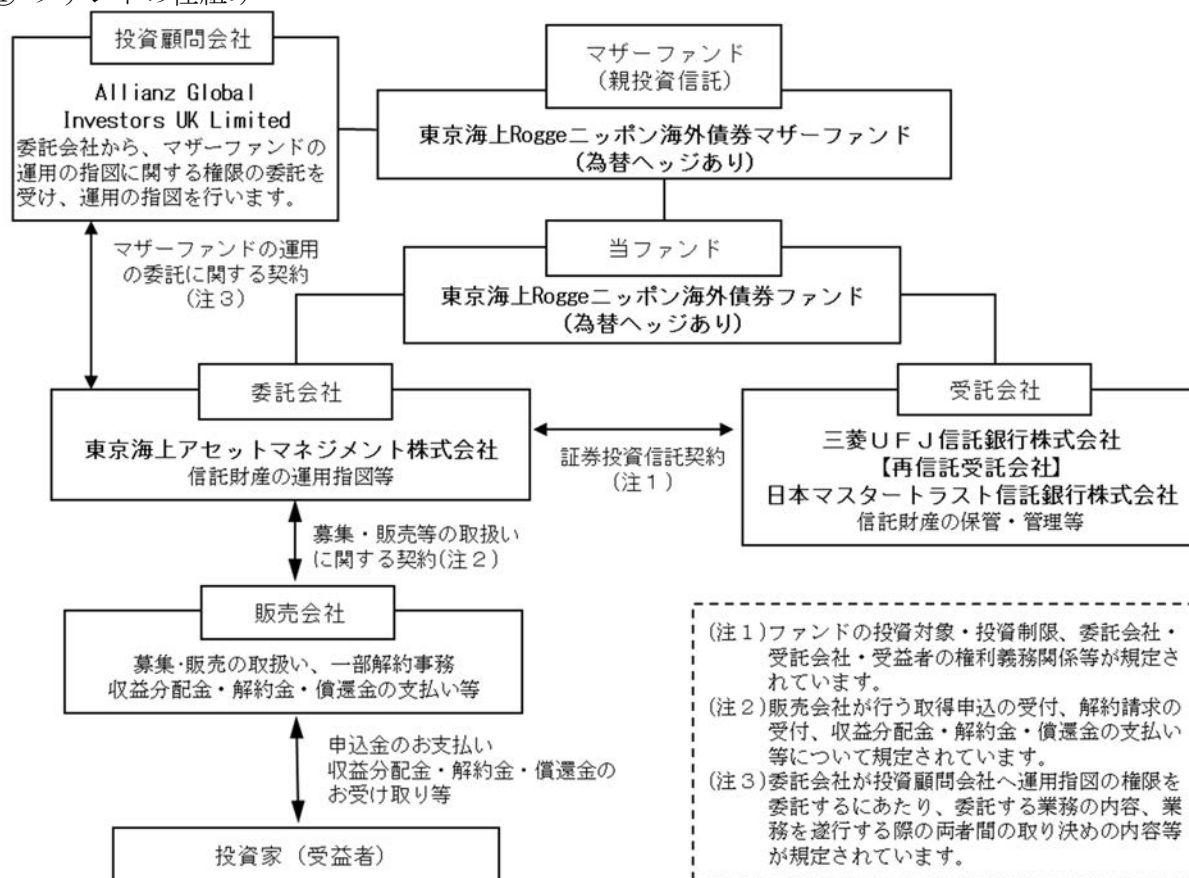 投資顧問会社
Allianz Global
Investors UK Limited
委託会社から、マザーファンドの
運用の指図に関する権限の委託を
受け、運用の指図を行います。
マザーファンド
(親投資信託)
東京海上Roggeニッポン海外債券マザーファンド
(為替ヘッジあり)
当ファンド
東京海上Roggeニッポン海外債券ファンド
(為替ヘッジあり)
マザーファンドの運用
の委託に関する契約
(注3)
委託会社
東京海上アセットマネジメント株式会社
信託財産の運用指図等
証券投資信託契約
(注1)
受託会社
三菱UFJ信託銀行株式会社
【再信託受託会社】
日本マスタートラスト信託銀行株式会社
信託財産の保管・管理等
募集・販売等の取扱い
に関する契約(注2)
販売会社
募集・販売の取扱い、一部解約事務
収益分配金・解約金・償還金の支払い等
申込金のお支払い
収益分配金・解約金・償還金の
お受け取り等
投資家(受益者)
(注1)ファンドの投資対象・投資制限、委託会社・
受託会社・受益者の権利義務関係等が規定さ
れています。
(注2)販売会社が行う取得申込の受付、解約請求の
受付、収益分配金・解約金・償還金の支払い
等について規定されています。
(注3)委託会社が投資顧問会社へ運用指図の権限を
委託するにあたり、委託する業務の内容、業
務を遂行する際の両者間の取り決めの内容等
が規定されています。